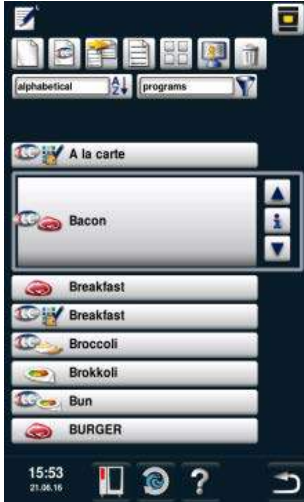 alphabetical A Z programs
A la carte
Bacon
i
Breakfast
Breakfast
Broccoli
Brokkoli
Bun
BURGER
15:53 ?
21.06.16